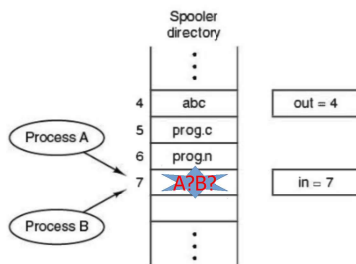 Spooler
directory
4 abc out = 4
Process A
5 prog.c
6 prog.n
7 A?B? in = 7
Process B